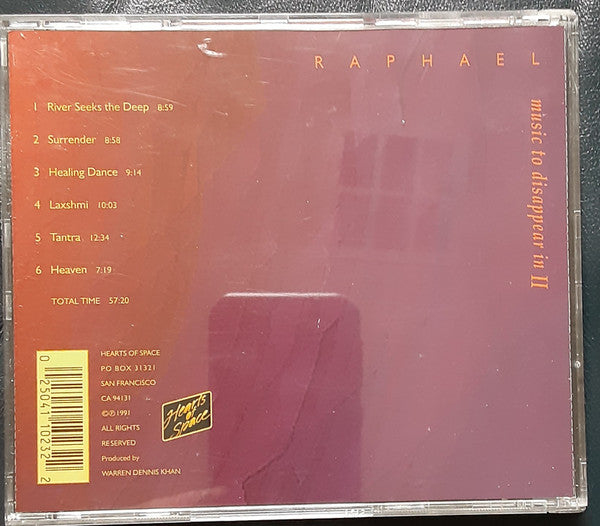 RAPHAEL
music to disappear in II
1 River Seeks the Deep 8:59
2 Surrender 8:58
3 Healing Dance 9:14
4 Laxshmi 10:03
5 Tantra 12:34
6 Heaven 7:19
TOTAL TIME 57:20
HEARTS OF SPACE
PO BOX 31321
SAN FRANCISCO
CA 94131
©℗1991
ALL RIGHTS
RESERVED
Produced by
WARREN DENNIS KHAN
Hearts
of
Space
0 25041 10232 2